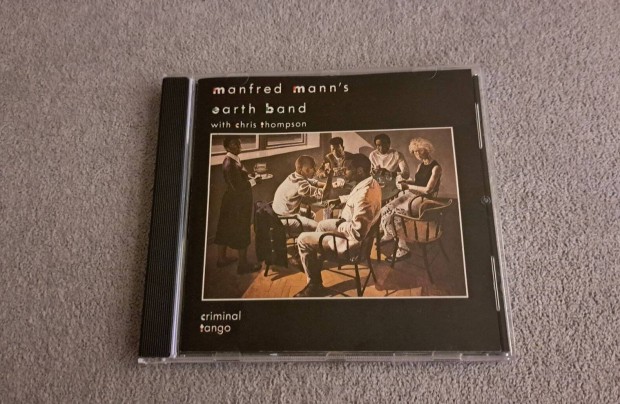 manfred mann's
earth band
with chris thompson
criminal
tango